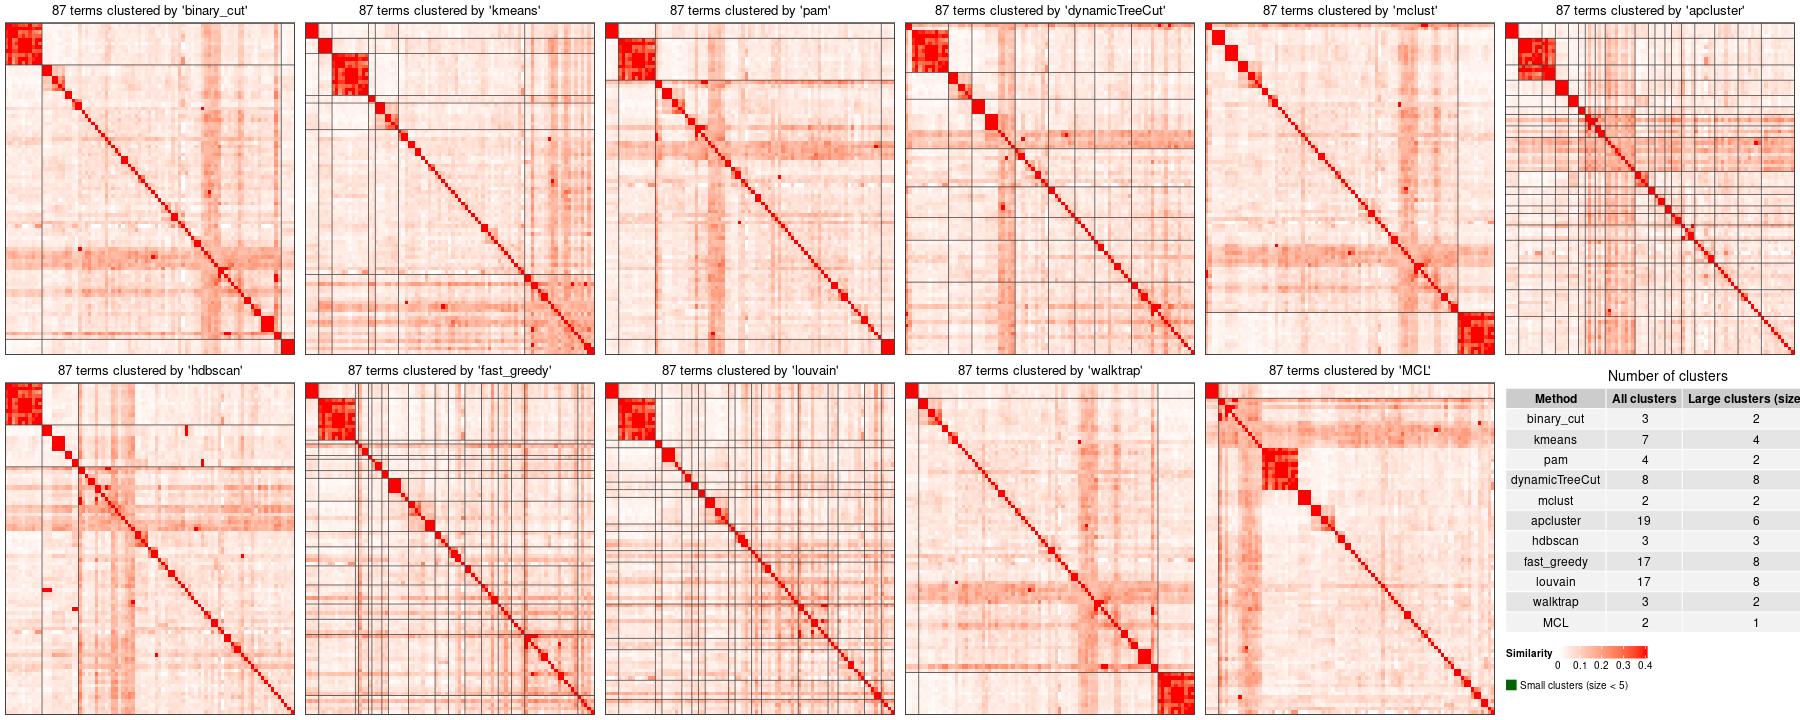 87 terms clustered by 'binary_cut'
87 terms clustered by 'kmeans'
87 terms clustered by 'pam'
87 terms clustered by 'dynamicTreeCut'
87 terms clustered by 'mclust'
87 terms clustered by 'apcluster'
87 terms clustered by 'hdbscan'
87 terms clustered by 'fast_greedy'
87 terms clustered by 'louvain'
87 terms clustered by 'walktrap'
87 terms clustered by 'MCL'
Number of clusters
Method All clusters Large clusters (size
binary_cut 3 2
kmeans 7 4
pam 4 2
dynamicTreeCut 8 8
mclust 2 2
apcluster 19 6
hdbscan 3 3
fast_greedy 17 8
louvain 17 8
walktrap 3 2
MCL 2 1
Similarity
0 0.1 0.2 0.3 0.4
Small clusters (size < 5)